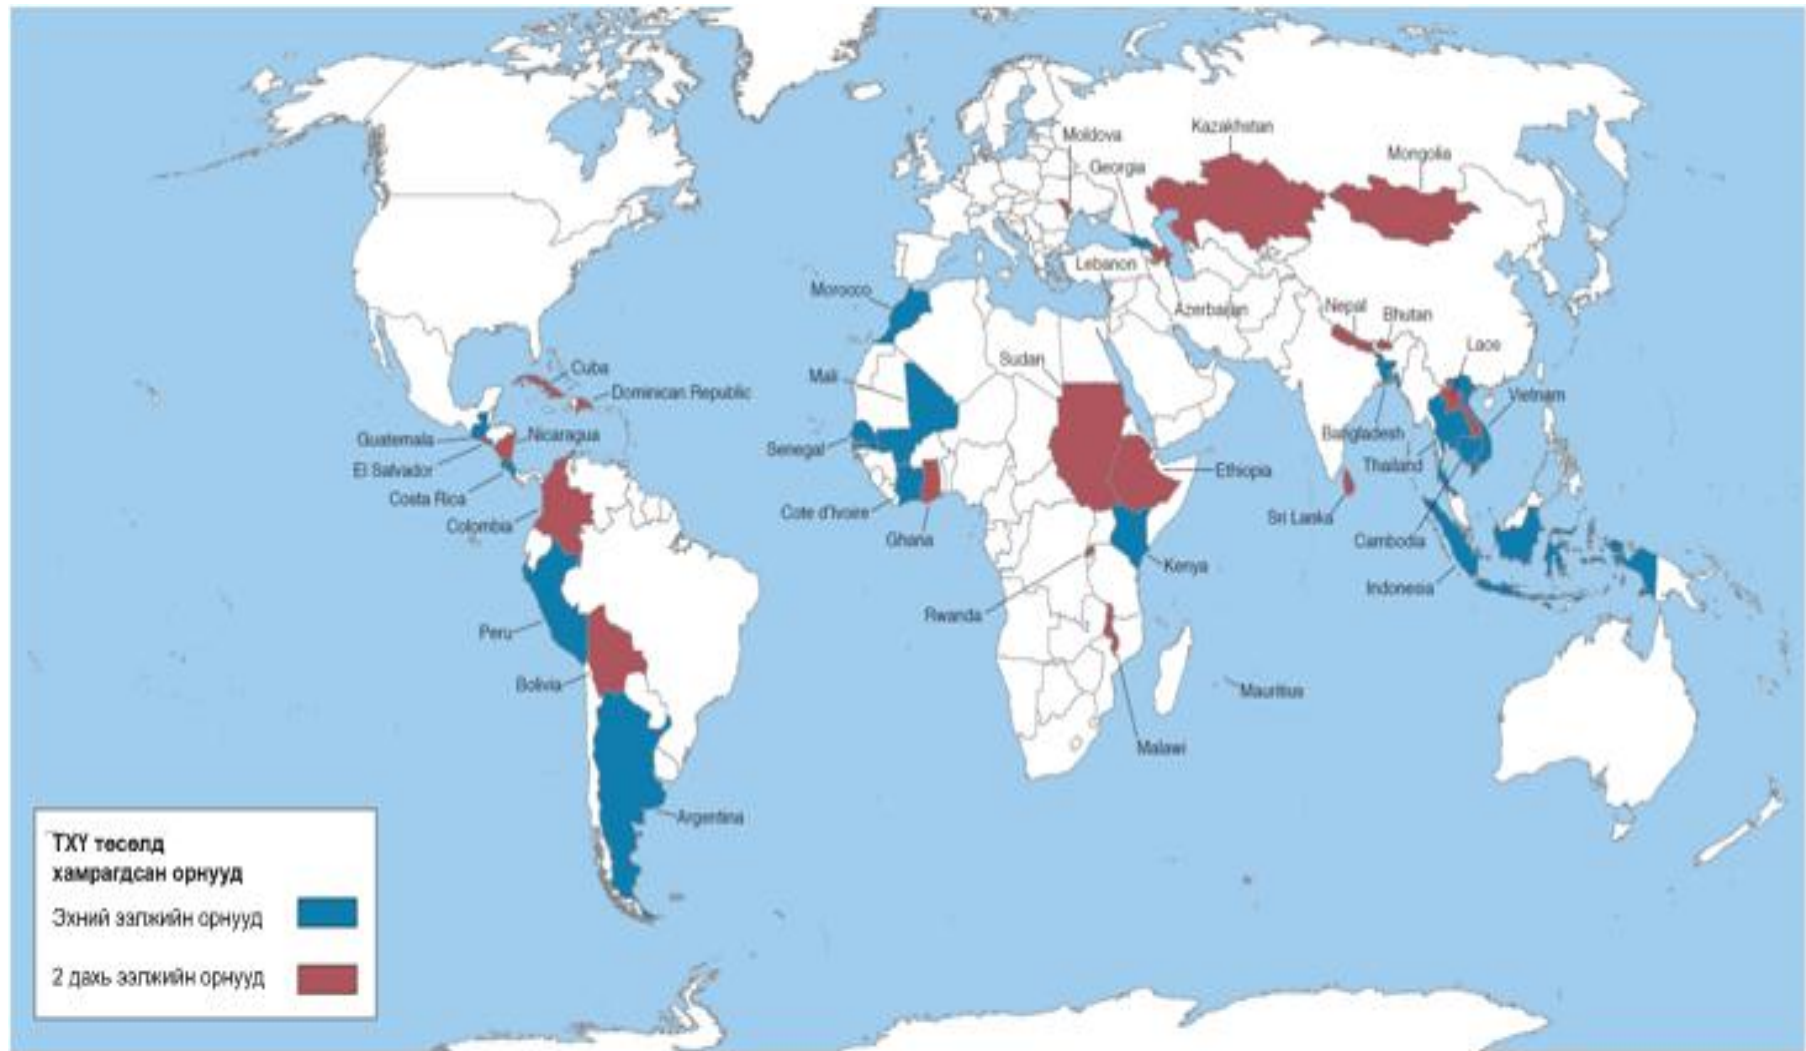 Kazakhstan
Moldova
Mongolia
Georgia
Lebanon
Morocco
Azerbaijan
Nepal
Bhutan
Laos
Sudan
Cuba
Mali
Dominican Republic
Vietnam
Nicaragua
Guatemala
Bangladesh
Senegal
El Salvador
Thailand
Ethiopia
Costa Rica
Cote d'Ivoire
Sri Lanka
Colombia
Ghana
Cambodia
Kenya
Indonesia
Rwanda
Peru
Bolivia
Mauritius
Malawi
Argentina
ТХҮ төсөлд
хамрагдсан орнууд
Эхний ээлжийн орнууд
2 дахь ээлжийн орнууд